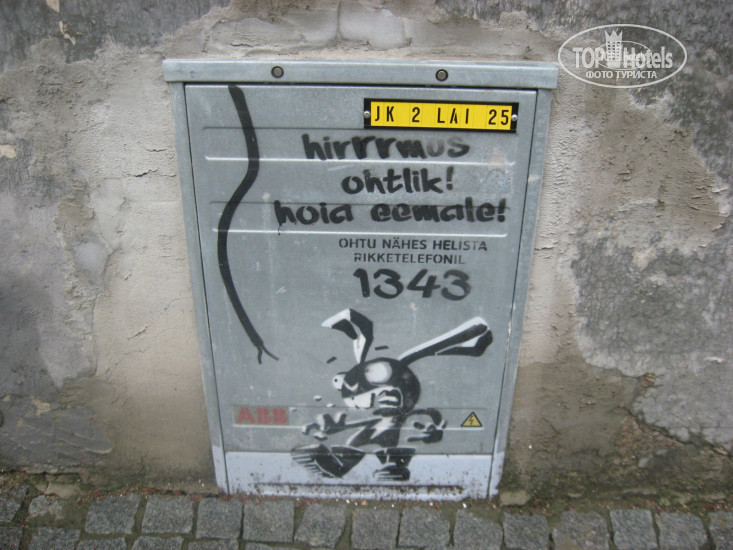 TOP Hotels
ФОТО ТУРИСТА
JK 2 LAI 25
hirrrmus
ohtlik!
hoia eemale!
OHTU NÄHES HELISTA
RIKKETELEFONIL
1343
ABB